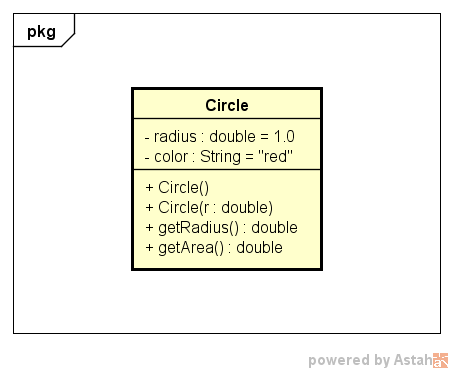 pkg
Circle
- radius : double = 1.0
- color : String = "red"
+ Circle()
+ Circle(r : double)
+ getRadius() : double
+ getArea() : double
powered by Astah